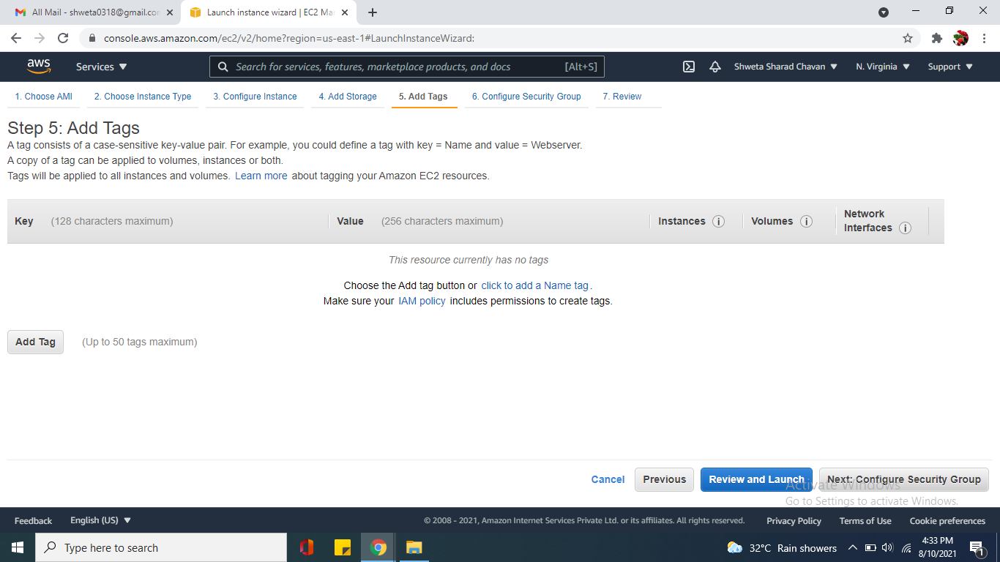 All Mail - shweta0318@gmail.cor
Launch instance wizard | EC2 Mar
console.aws.amazon.com/ec2/v2/home?region=us-east-1#LaunchInstanceWizard:
aws
Services
Search for services, features, marketplace products, and docs
[Alt+S]
Shweta Sharad Chavan
N. Virginia
Support
1. Choose AMI
2. Choose Instance Type
3. Configure Instance
4. Add Storage
5. Add Tags
6. Configure Security Group
7. Review
Step 5: Add Tags
A tag consists of a case-sensitive key-value pair. For example, you could define a tag with key = Name and value = Webserver.
A copy of a tag can be applied to volumes, instances or both.
Tags will be applied to all instances and volumes. Learn more about tagging your Amazon EC2 resources.
Key (128 characters maximum)
Value (256 characters maximum)
Instances i
Volumes i
Network
Interfaces i
This resource currently has no tags
Choose the Add tag button or click to add a Name tag.
Make sure your IAM policy includes permissions to create tags.
Add Tag (Up to 50 tags maximum)
Cancel
Previous
Review and Launch
Next: Configure Security Group
Activate Windows
Go to Settings to activate Windows.
Feedback
English (US)
© 2008 - 2021, Amazon Internet Services Private Ltd. or its affiliates. All rights reserved.
Privacy Policy
Terms of Use
Cookie preferences
Type here to search
32°C Rain showers
4:33 PM
8/10/2021
1